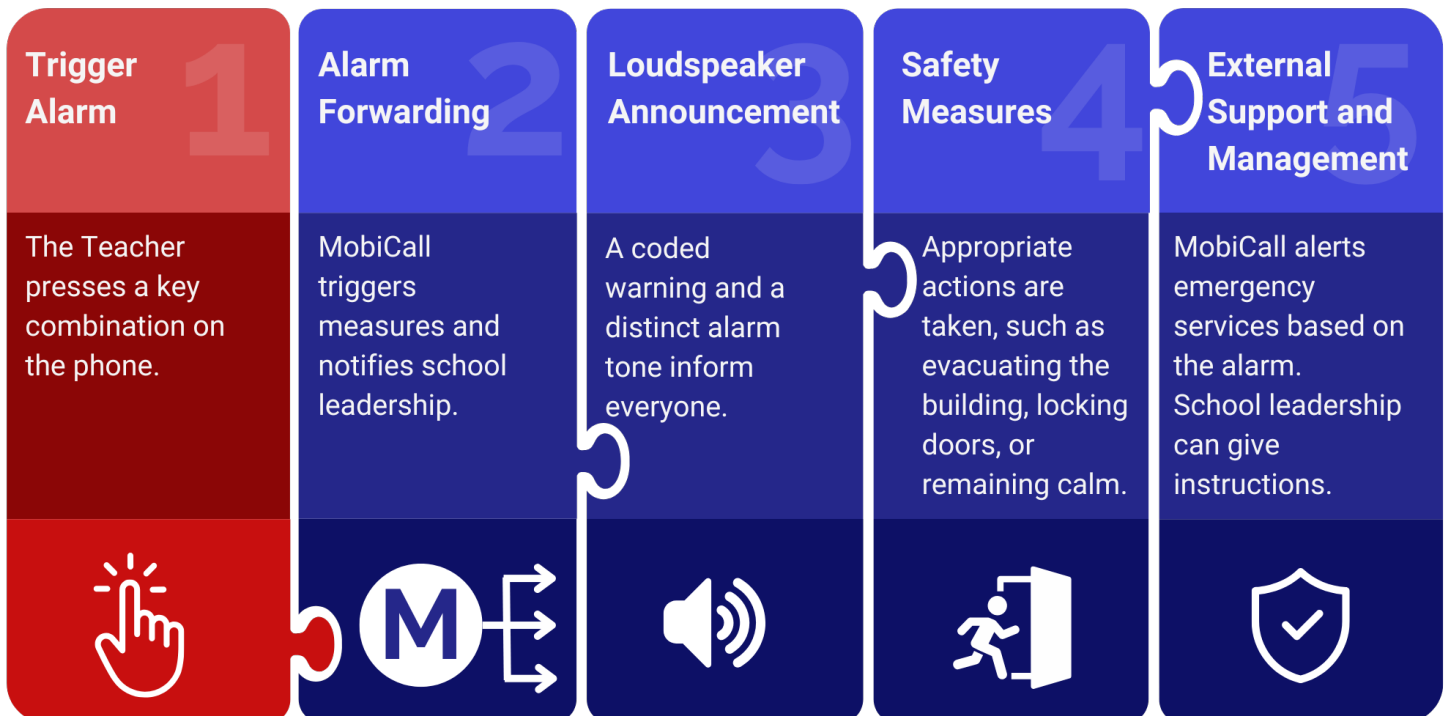 1
Trigger
Alarm
The Teacher
presses a key
combination on
the phone.
2
Alarm
Forwarding
MobiCall
triggers
measures and
notifies school
leadership.
M
3
Loudspeaker
Announcement
A coded
warning and a
distinct alarm
tone inform
everyone.
4
Safety
Measures
Appropriate
actions are
taken, such as
evacuating the
building, locking
doors, or
remaining calm.
5
External
Support and
Management
MobiCall alerts
emergency
services based on
the alarm.
School leadership
can give
instructions.